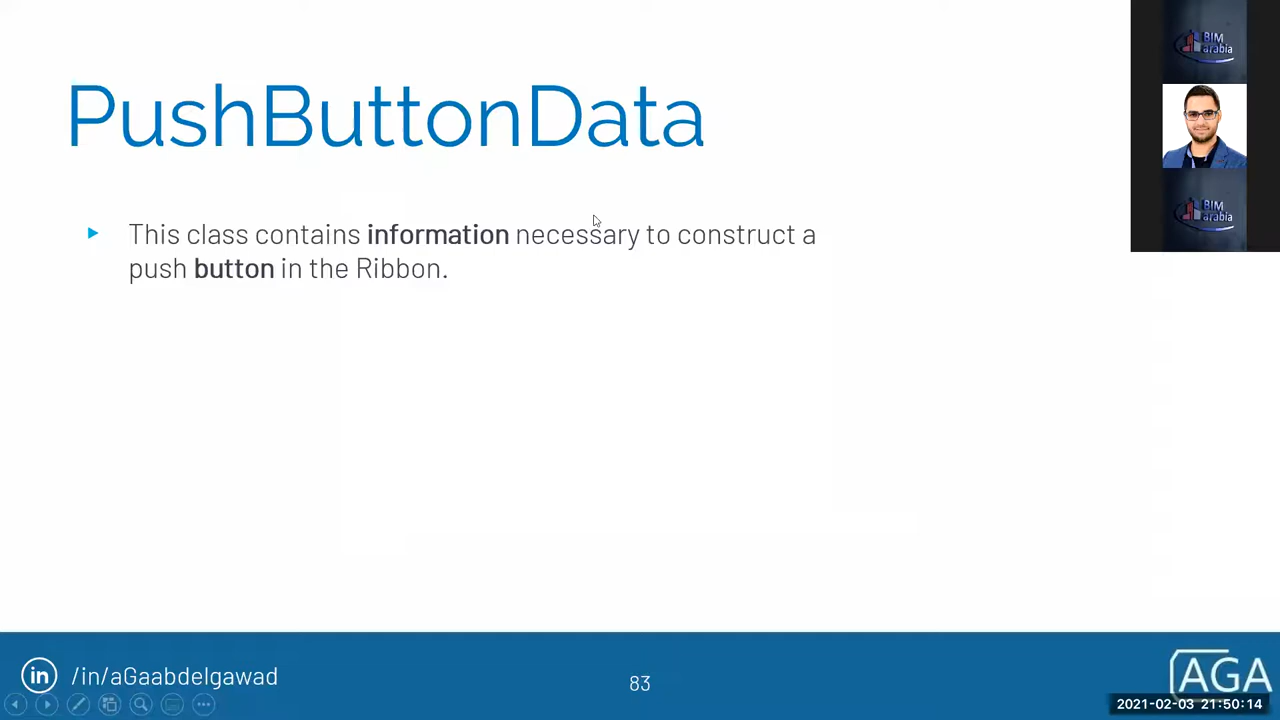 PushButtonData
This class contains information necessary to construct a
push button in the Ribbon.
BIM
arabia
BIM
arabia
in
/in/aGaabdelgawad
83
AGA
2021-02-03 21:50:14